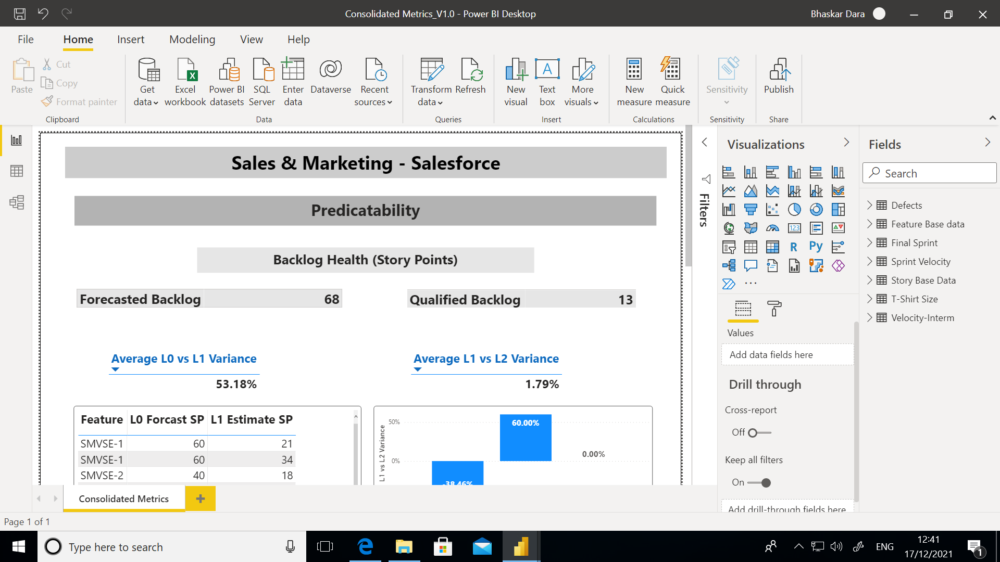 Consolidated Metrics_V1.0 - Power BI Desktop
Bhaskar Dara
File Home Insert Modeling View Help
Paste
Cut
Copy
Format painter
Clipboard
Get data
Excel workbook
Power BI datasets
SQL Server
Enter data
Dataverse
Recent sources
Data
Transform data
Refresh
Queries
New visual
Text box
More visuals
Insert
New measure
Quick measure
Calculations
Sensitivity
Sensitivity
Publish
Share
Sales & Marketing - Salesforce
Predicatability
Backlog Health (Story Points)
Forecasted Backlog 68
Qualified Backlog 13
Average L0 vs L1 Variance
53.18%
Average L1 vs L2 Variance
1.79%
Feature L0 Forcast SP L1 Estimate SP
SMVSE-1 60 21
SMVSE-1 60 34
SMVSE-2 40 18
L1 vs L2 Variance
50%
0%
60.00%
0.00%
-38.46%
Filters
Visualizations
123
R
Py
Values
Add data fields here
Drill through
Cross-report
Off
Keep all filters
On
Add drill-through fields here
Fields
Search
Defects
Feature Base data
Final Sprint
Sprint Velocity
Story Base Data
T-Shirt Size
Velocity-Interm
Consolidated Metrics
Page 1 of 1
Type here to search
ENG
12:41
17/12/2021
1